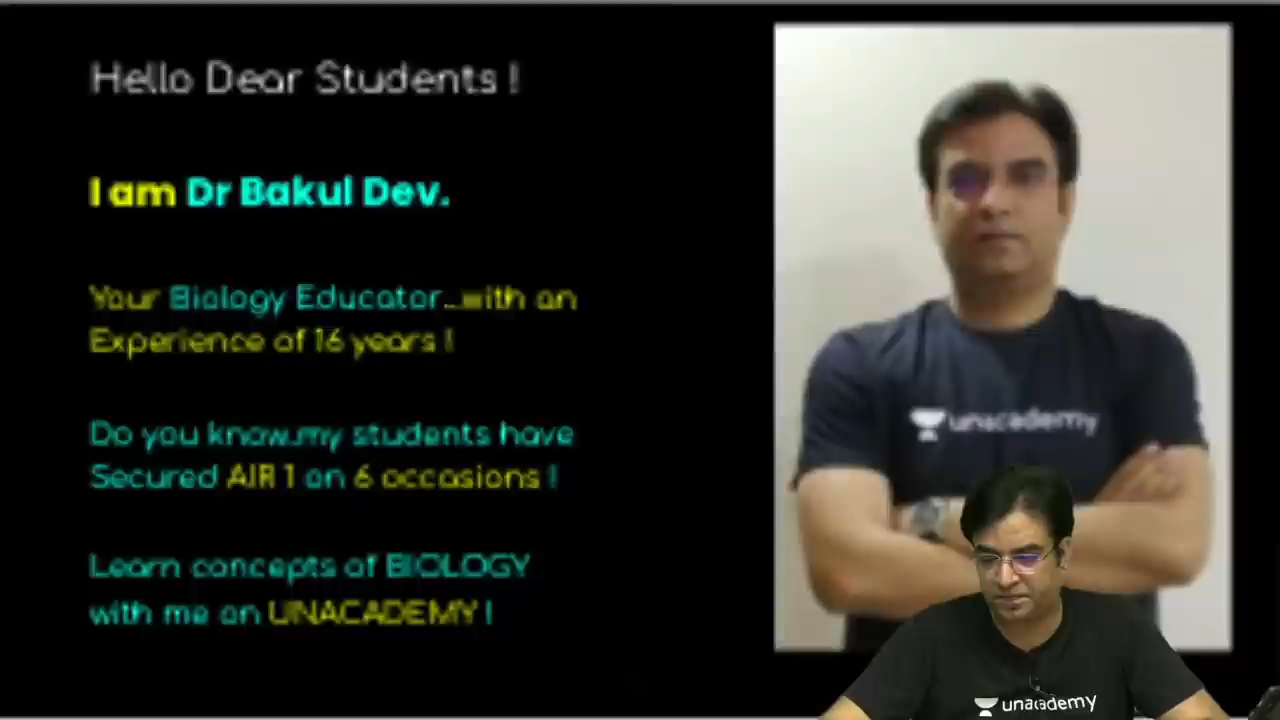 Hello Dear Students !
I am Dr Bakul Dev.
Your Biology Educator...with an
Experience of 16 years !
Do you know..my students have
Secured AIR 1 on 6 occasions !
Learn concepts of BIOLOGY
with me on UNACADEMY !
unacademy
unacademy